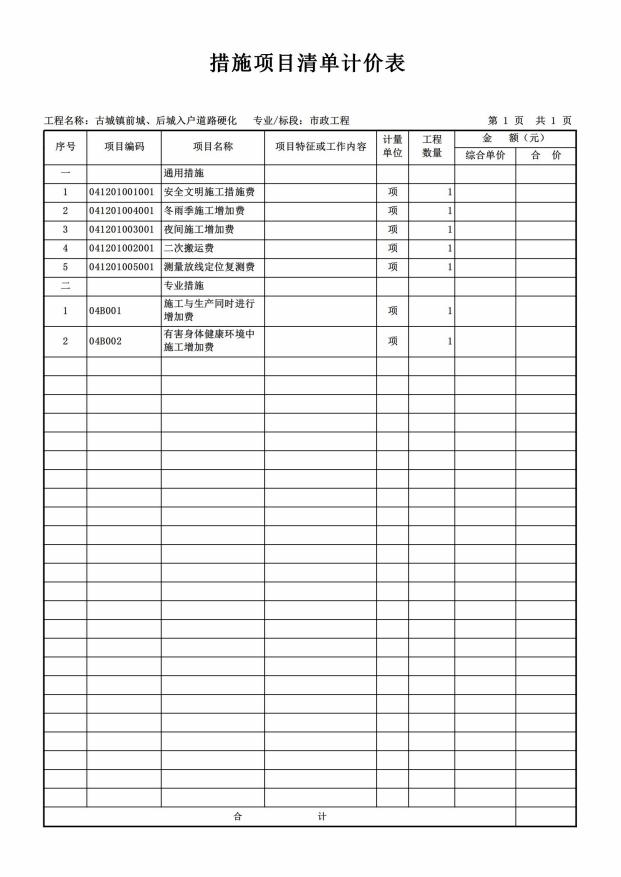 措施项目清单计价表
工程名称：古城镇前城、后城入户道路硬化 专业/标段：市政工程 第 1 页 共 1 页
序号 项目编码 项目名称 项目特征或工作内容 计量单位 工程数量 金 额（元）
综合单价 合 价
一 通用措施
1 041201001001 安全文明施工措施费 项 1
2 041201004001 冬雨季施工增加费 项 1
3 041201003001 夜间施工增加费 项 1
4 041201002001 二次搬运费 项 1
5 041201005001 测量放线定位复测费 项 1
二 专业措施
1 04B001 施工与生产同时进行增加费 项 1
2 04B002 有害身体健康环境中施工增加费 项 1
合 计